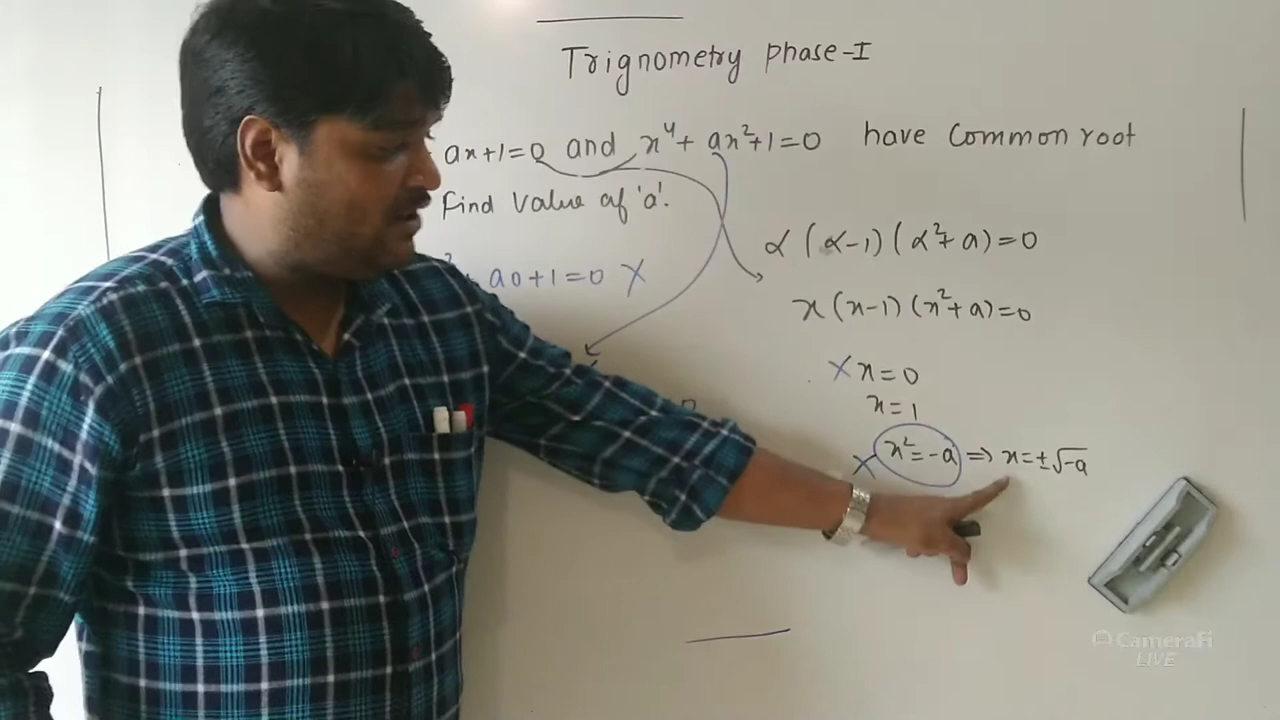 Trignometry phase-I
ax+1=0 and x⁴+ax²+1=0 have Common root
Find Value of 'a'.
a0+1=0 X
α(α-1)(α²+a)=0
x(x-1)(x²+a)=0
X x=0
x=1
X x²=-a ⇒ x=±√-a
CameraFi
LIVE